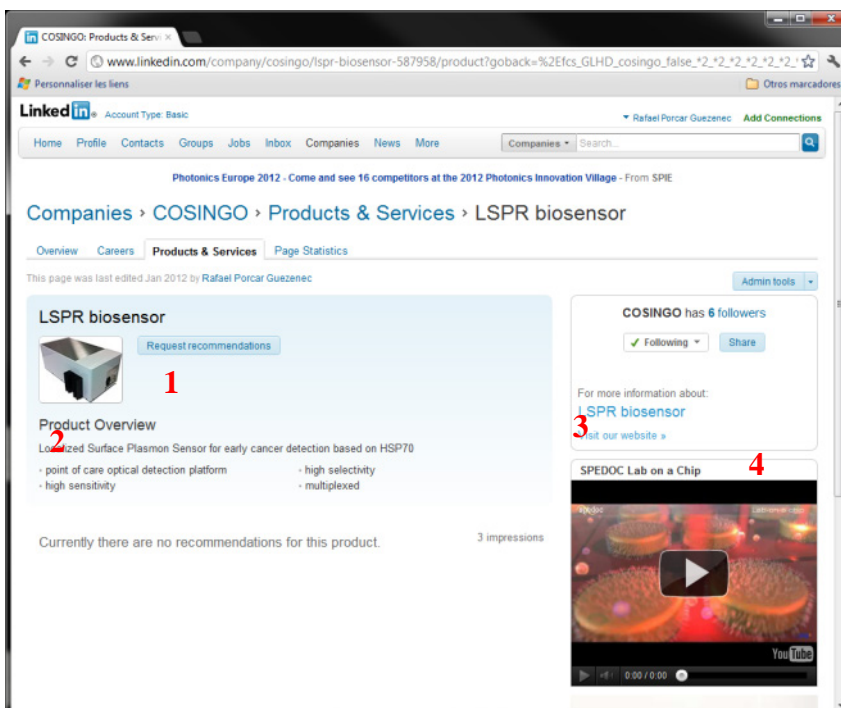 COSINGO: Products & Servi
www.linkedin.com/company/cosingo/lspr-biosensor-587958/product?goback=%2Efcs_GLHD_cosingo_false_*2_*2_*2_*2_*2_*
Personnaliser les liens
Otros marcadores
Linked in
Account Type: Basic
Rafael Porcar Guezenec
Add Connections
Home Profile Contacts Groups Jobs Inbox Companies News More
Companies
Search...
Photonics Europe 2012 - Come and see 16 competitors at the 2012 Photonics Innovation Village - From SPIE
Companies › COSINGO › Products & Services › LSPR biosensor
Overview Careers Products & Services Page Statistics
This page was last edited Jan 2012 by Rafael Porcar Guezenec
Admin tools
LSPR biosensor
Request recommendations
1
Product Overview
2
Localized Surface Plasmon Sensor for early cancer detection based on HSP70
· point of care optical detection platform
· high selectivity
· high sensitivity
· multiplexed
Currently there are no recommendations for this product.
3 impressions
COSINGO has 6 followers
Following
Share
For more information about:
LSPR biosensor
3
Visit our website »
4
SPEDOC Lab on a Chip
spedoc
YouTube
0:00 / 0:00